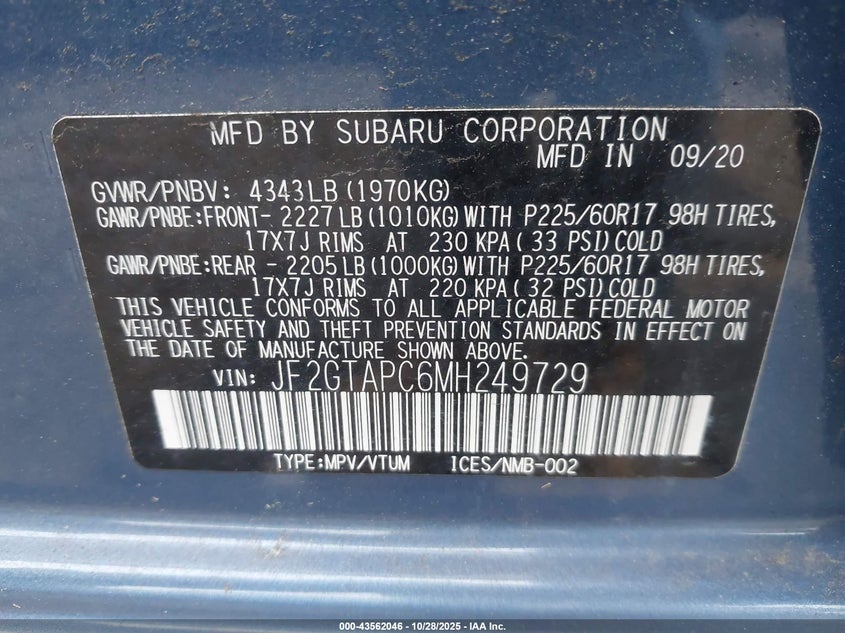 MFD BY SUBARU CORPORATION
MFD IN 09/20
GVWR/PNBV: 4343LB (1970KG)
GAWR/PNBE:FRONT- 2227LB (1010KG) WITH P225/60R17 98H TIRES,
17X7J RIMS AT 230 KPA( 33 PSI) COLD
GAWR/PNBE:REAR - 2205LB (1000KG) WITH P225/60R17 98H TIRES,
17X7J RIMS AT 220 KPA( 32 PSI) COLD
THIS VEHICLE CONFORMS TO ALL APPLICABLE FEDERAL MOTOR
VEHICLE SAFETY AND THEFT PREVENTION STANDARDS IN EFFECT ON
THE DATE OF MANUFACTURE SHOWN ABOVE.
VIN: JF2GTAPC6MH249729
TYPE:MPV/VTUM ICES/NMB-002
000-43562046 - 10/28/2025 - IAA Inc.